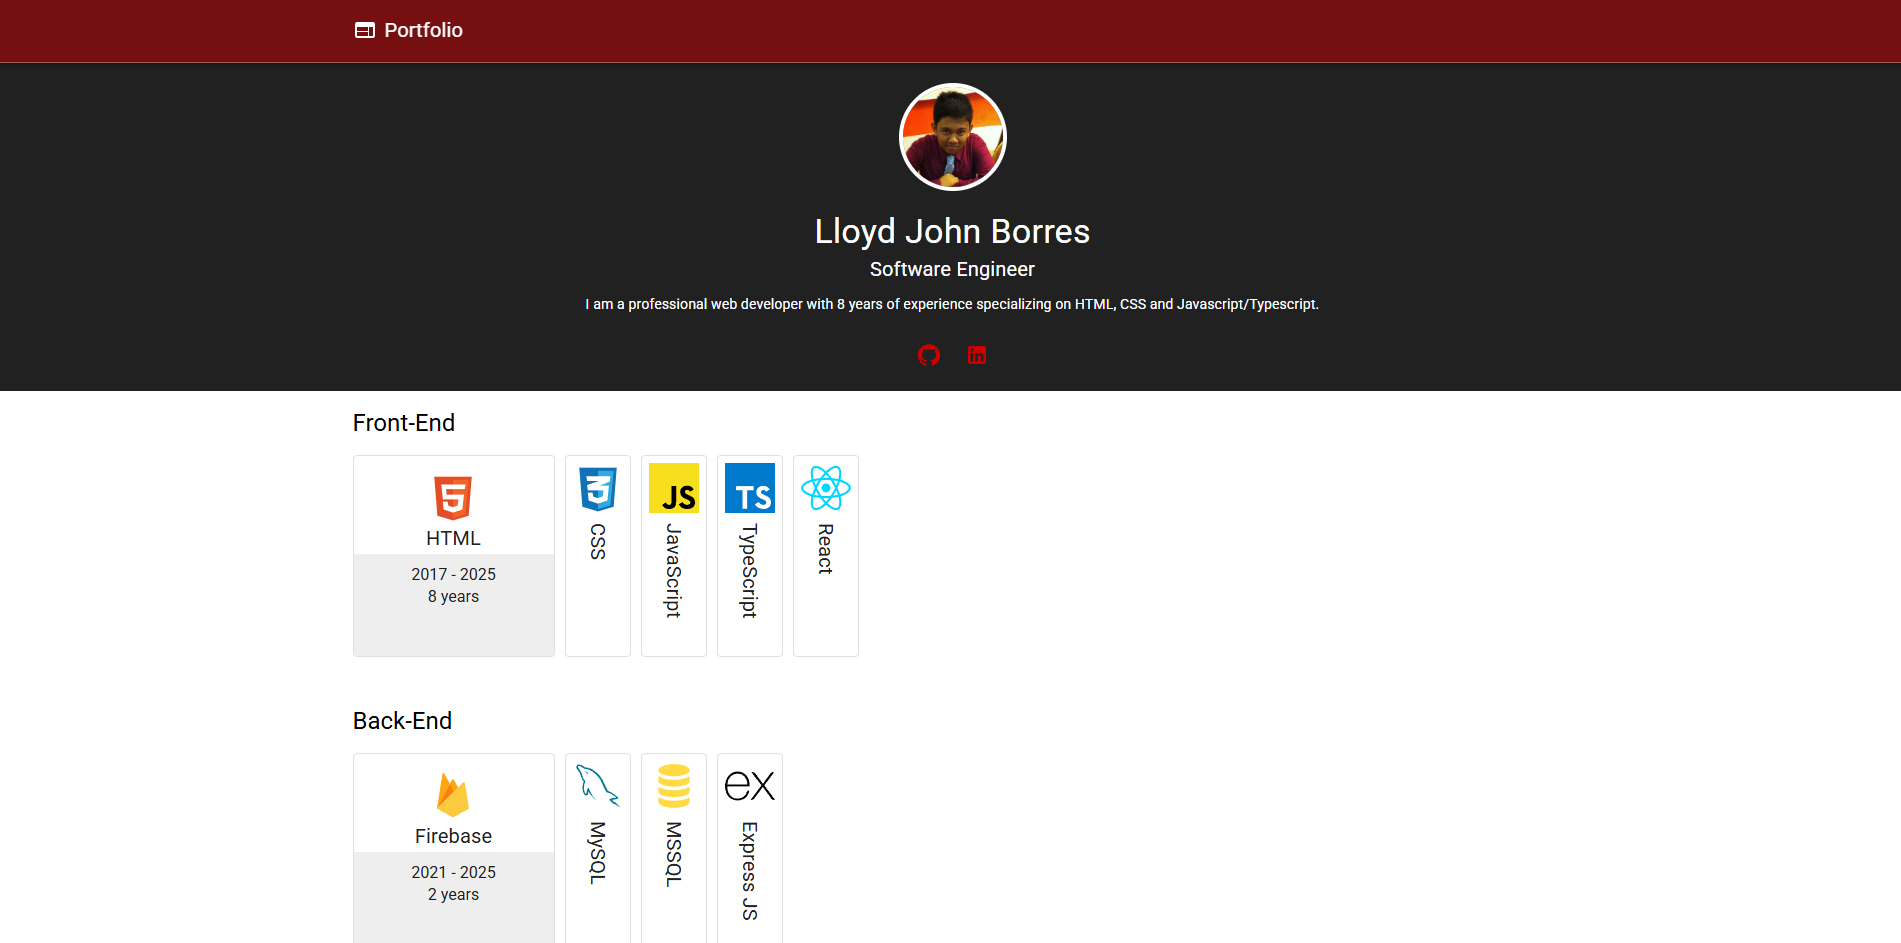 Portfolio
Lloyd John Borres
Software Engineer
I am a professional web developer with 8 years of experience specializing on HTML, CSS and Javascript/Typescript.
in
Front-End
5
HTML
2017 - 2025
8 years
3
CSS
JS
JavaScript
TS
TypeScript
React
Back-End
Firebase
2021 - 2025
2 years
MySQL
MSSQL
ex
Express JS